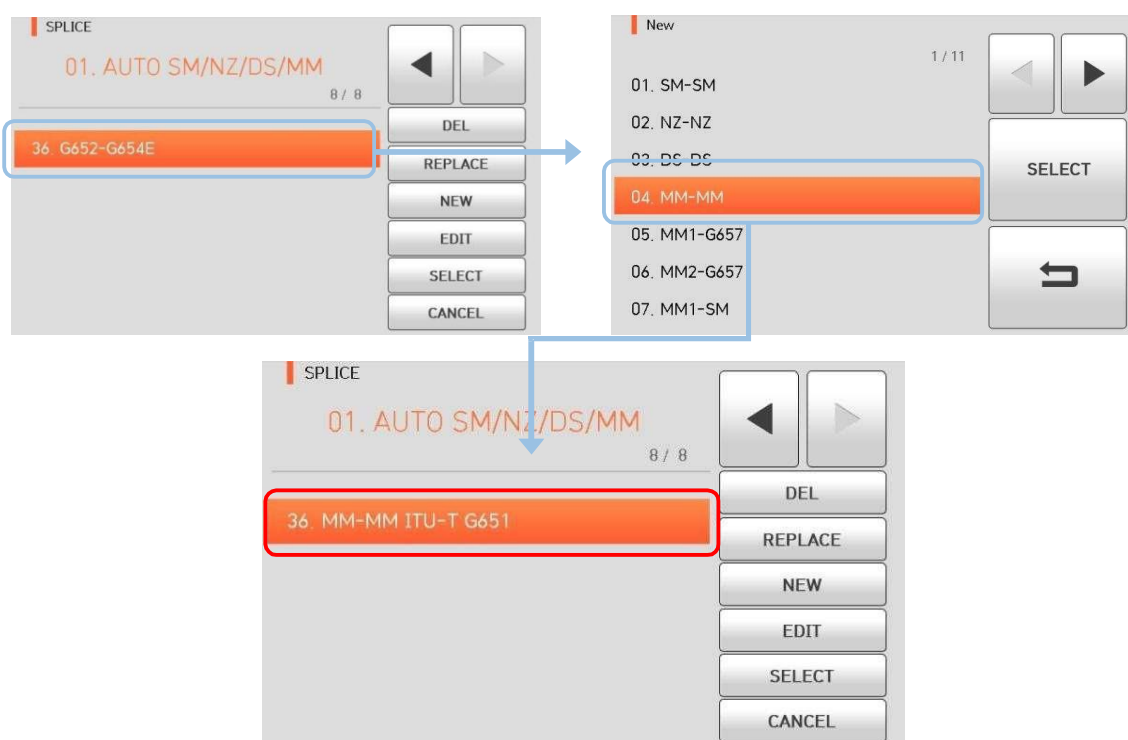 SPLICE
01. AUTO SM/NZ/DS/MM
8 / 8
36. G652-G654E
DEL
REPLACE
NEW
EDIT
SELECT
CANCEL
New
1 / 11
01. SM-SM
02. NZ-NZ
03. DS-DS
04. MM-MM
05. MM1-G657
06. MM2-G657
07. MM1-SM
SELECT
SPLICE
01. AUTO SM/NZ/DS/MM
8 / 8
36. MM-MM ITU-T G651
DEL
REPLACE
NEW
EDIT
SELECT
CANCEL